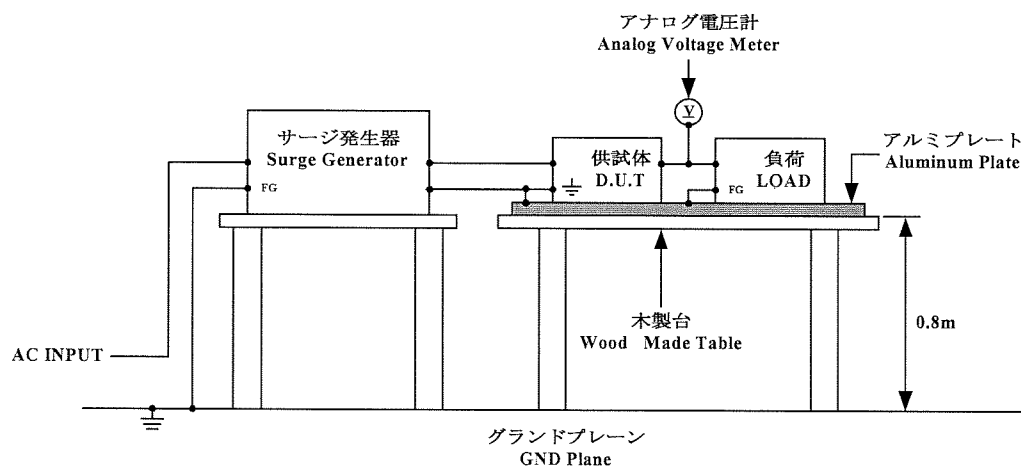 アナログ電圧計
Analog Voltage Meter
V
サージ発生器
Surge Generator
FG
供試体
D.U.T
負荷
LOAD
FG
アルミプレート
Aluminum Plate
木製台
Wood Made Table
0.8m
AC INPUT
グランドプレーン
GND Plane